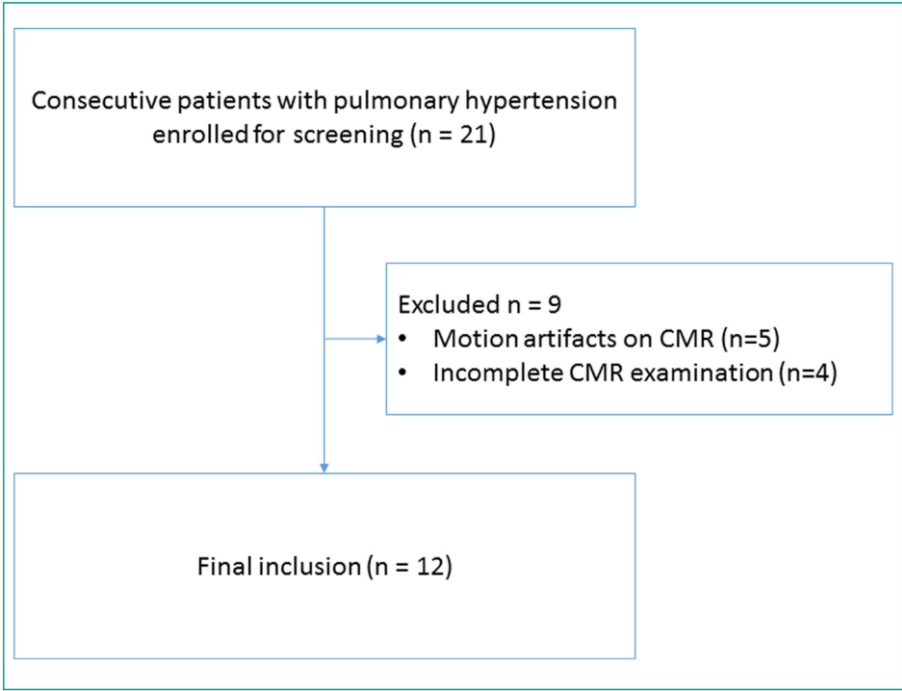 Consecutive patients with pulmonary hypertension
enrolled for screening (n = 21)
Excluded n = 9
• Motion artifacts on CMR (n=5)
• Incomplete CMR examination (n=4)
Final inclusion (n = 12)